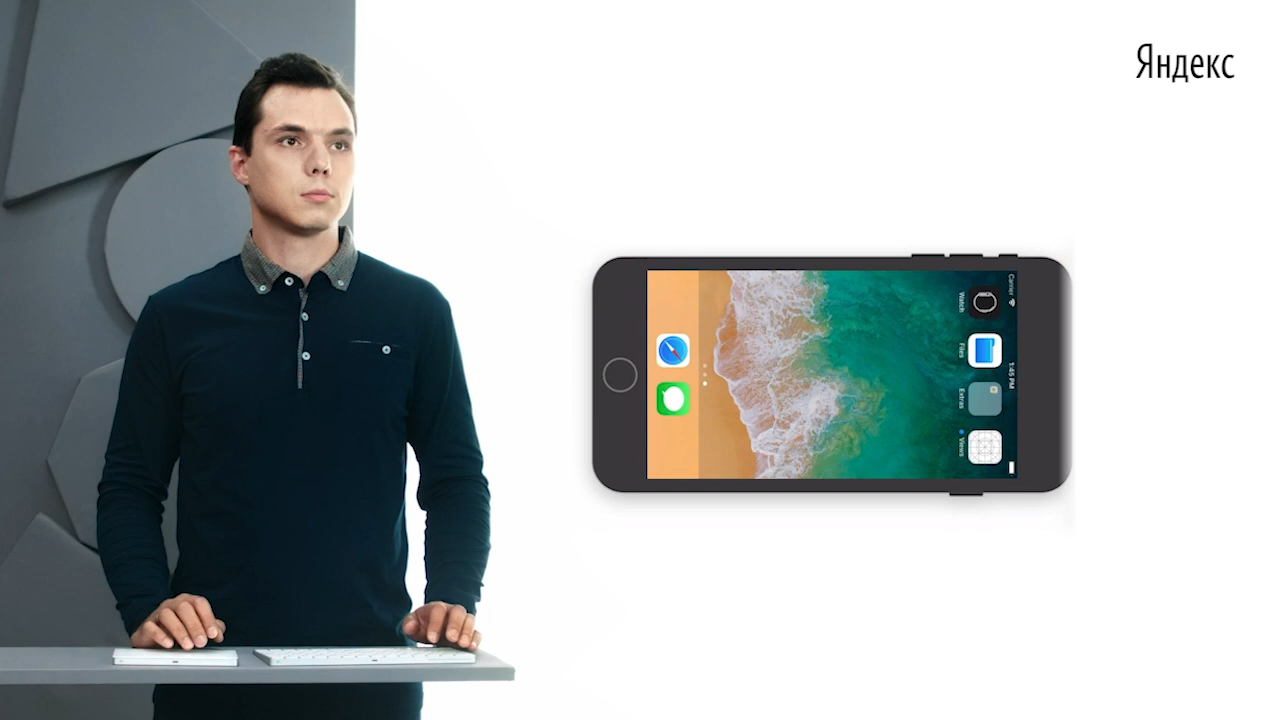 Яндекс
Carrier
1:45 PM
Watch
Files
Extras
Views